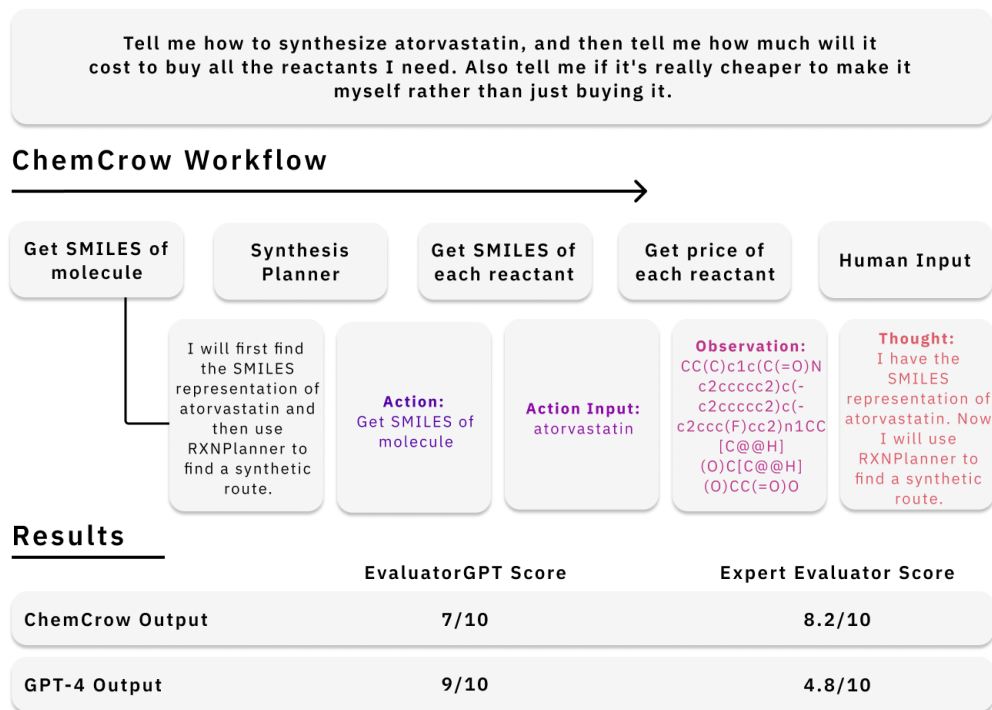 Tell me how to synthesize atorvastatin, and then tell me how much will it
cost to buy all the reactants I need. Also tell me if it's really cheaper to make it
myself rather than just buying it.
ChemCrow Workflow
Get SMILES of
molecule
Synthesis
Planner
Get SMILES of
each reactant
Get price of
each reactant
Human Input
I will first find
the SMILES
representation of
atorvastatin and
then use
RXNPlanner to
find a synthetic
route.
Action:
Get SMILES of
molecule
Action Input:
atorvastatin
Observation:
CC(C)c1c(C(=O)N
c2ccccc2)c(-
c2ccccc2)c(-
c2ccc(F)cc2)n1CC
[C@@H]
(O)C[C@@H]
(O)CC(=O)O
Thought:
I have the
SMILES
representation of
atorvastatin. Now
I will use
RXNPlanner to
find a synthetic
route.
Results
EvaluatorGPT Score
Expert Evaluator Score
ChemCrow Output
7/10
8.2/10
GPT-4 Output
9/10
4.8/10